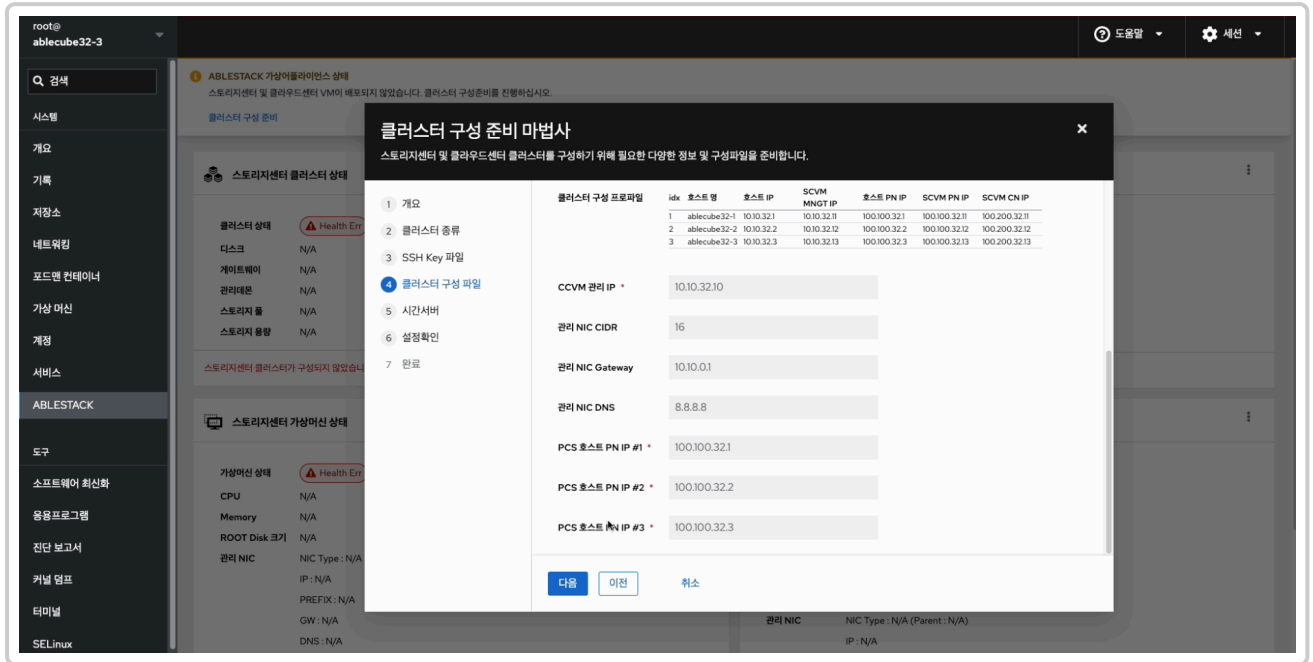 root@
ablecube32-3
도움말
세션
검색
시스템
개요
기록
저장소
네트워킹
포드맨 컨테이너
가상 머신
계정
서비스
ABLESTACK
도구
소프트웨어 최신화
응용프로그램
진단 보고서
커널 덤프
터미널
SELinux
ABLESTACK 가상어플라이언스 상태
스토리지센터 및 클라우드센터 VM이 배포되지 않았습니다. 클러스터 구성준비를 진행하십시오.
클러스터 구성 준비
스토리지센터 클러스터 상태
클러스터 상태 Health Err
디스크 N/A
게이트웨이 N/A
관리데몬 N/A
스토리지 풀 N/A
스토리지 용량 N/A
스토리지센터 클러스터가 구성되지 않았습니
스토리지센터 가상머신 상태
가상머신 상태 Health Err
CPU N/A
Memory N/A
ROOT Disk 크기 N/A
관리 NIC NIC Type : N/A
IP : N/A
PREFIX : N/A
GW : N/A
DNS : N/A
관리 NIC NIC Type : N/A (Parent : N/A)
IP : N/A
클러스터 구성 준비 마법사
스토리지센터 및 클라우드센터 클러스터를 구성하기 위해 필요한 다양한 정보 및 구성파일을 준비합니다.
1 개요
2 클러스터 종류
3 SSH Key 파일
4 클러스터 구성 파일
5 시간서버
6 설정확인
7 완료
클러스터 구성 프로파일
idx 호스트 명 호스트 IP SCVM MNGT IP 호스트 PN IP SCVM PN IP SCVM CN IP
1 ablecube32-1 10.10.32.1 10.10.32.11 100.100.32.1 100.100.32.11 100.200.32.11
2 ablecube32-2 10.10.32.2 10.10.32.12 100.100.32.2 100.100.32.12 100.200.32.12
3 ablecube32-3 10.10.32.3 10.10.32.13 100.100.32.3 100.100.32.13 100.200.32.13
CCVM 관리 IP * 10.10.32.10
관리 NIC CIDR 16
관리 NIC Gateway 10.10.0.1
관리 NIC DNS 8.8.8.8
PCS 호스트 PN IP #1 * 100.100.32.1
PCS 호스트 PN IP #2 * 100.100.32.2
PCS 호스트 PN IP #3 * 100.100.32.3
다음 이전 취소